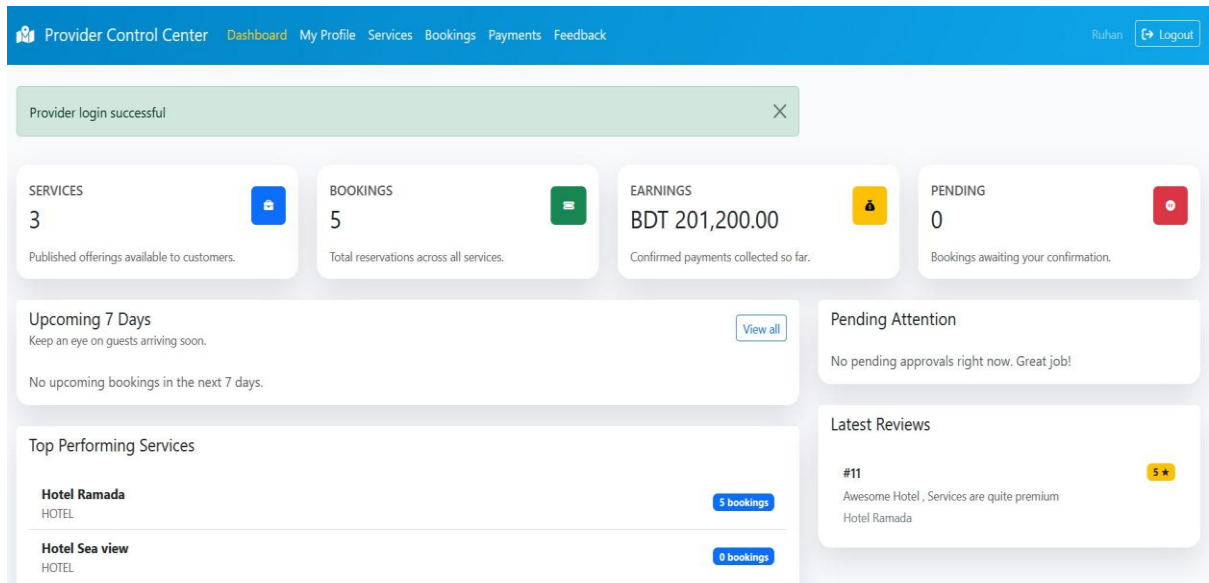 Provider Control Center Dashboard My Profile Services Bookings Payments Feedback Ruhan Logout
Provider login successful
SERVICES
3
Published offerings available to customers.
BOOKINGS
5
Total reservations across all services.
EARNINGS
BDT 201,200.00
Confirmed payments collected so far.
PENDING
0
Bookings awaiting your confirmation.
Upcoming 7 Days
Keep an eye on guests arriving soon.
View all
No upcoming bookings in the next 7 days.
Pending Attention
No pending approvals right now. Great job!
Top Performing Services
Hotel Ramada
HOTEL
5 bookings
Hotel Sea view
HOTEL
0 bookings
Latest Reviews
#11
5 ★
Awesome Hotel , Services are quite premium
Hotel Ramada